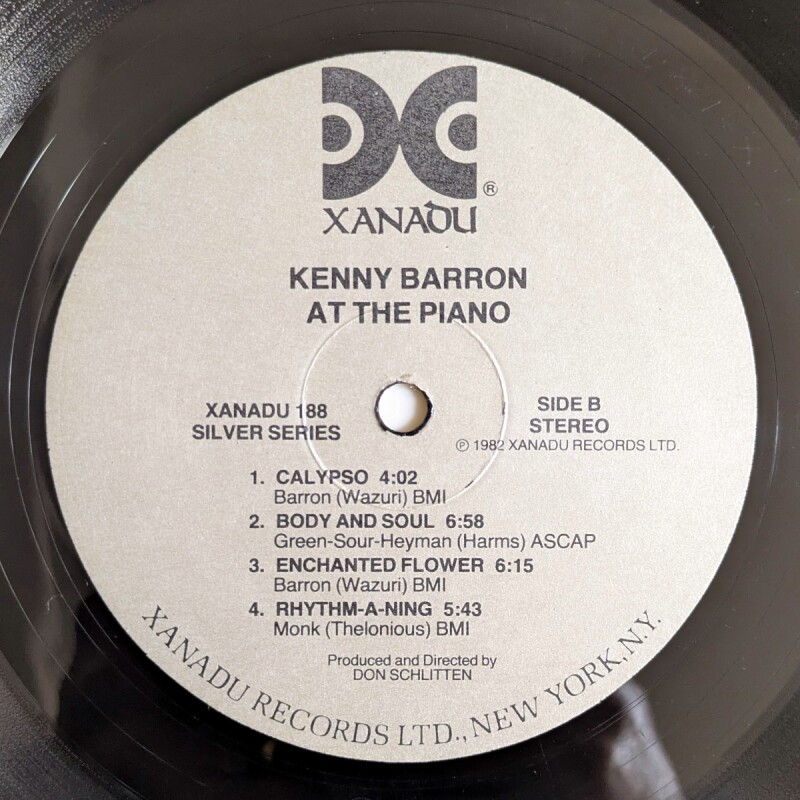 ®
XANADU
KENNY BARRON
AT THE PIANO
XANADU 188
SILVER SERIES
SIDE B
STEREO
℗ 1982 XANADU RECORDS LTD.
1. CALYPSO 4:02
Barron (Wazuri) BMI
2. BODY AND SOUL 6:58
Green-Sour-Heyman (Harms) ASCAP
3. ENCHANTED FLOWER 6:15
Barron (Wazuri) BMI
4. RHYTHM-A-NING 5:43
Monk (Thelonious) BMI
Produced and Directed by
DON SCHLITTEN
XANADU RECORDS LTD., NEW YORK, N.Y.